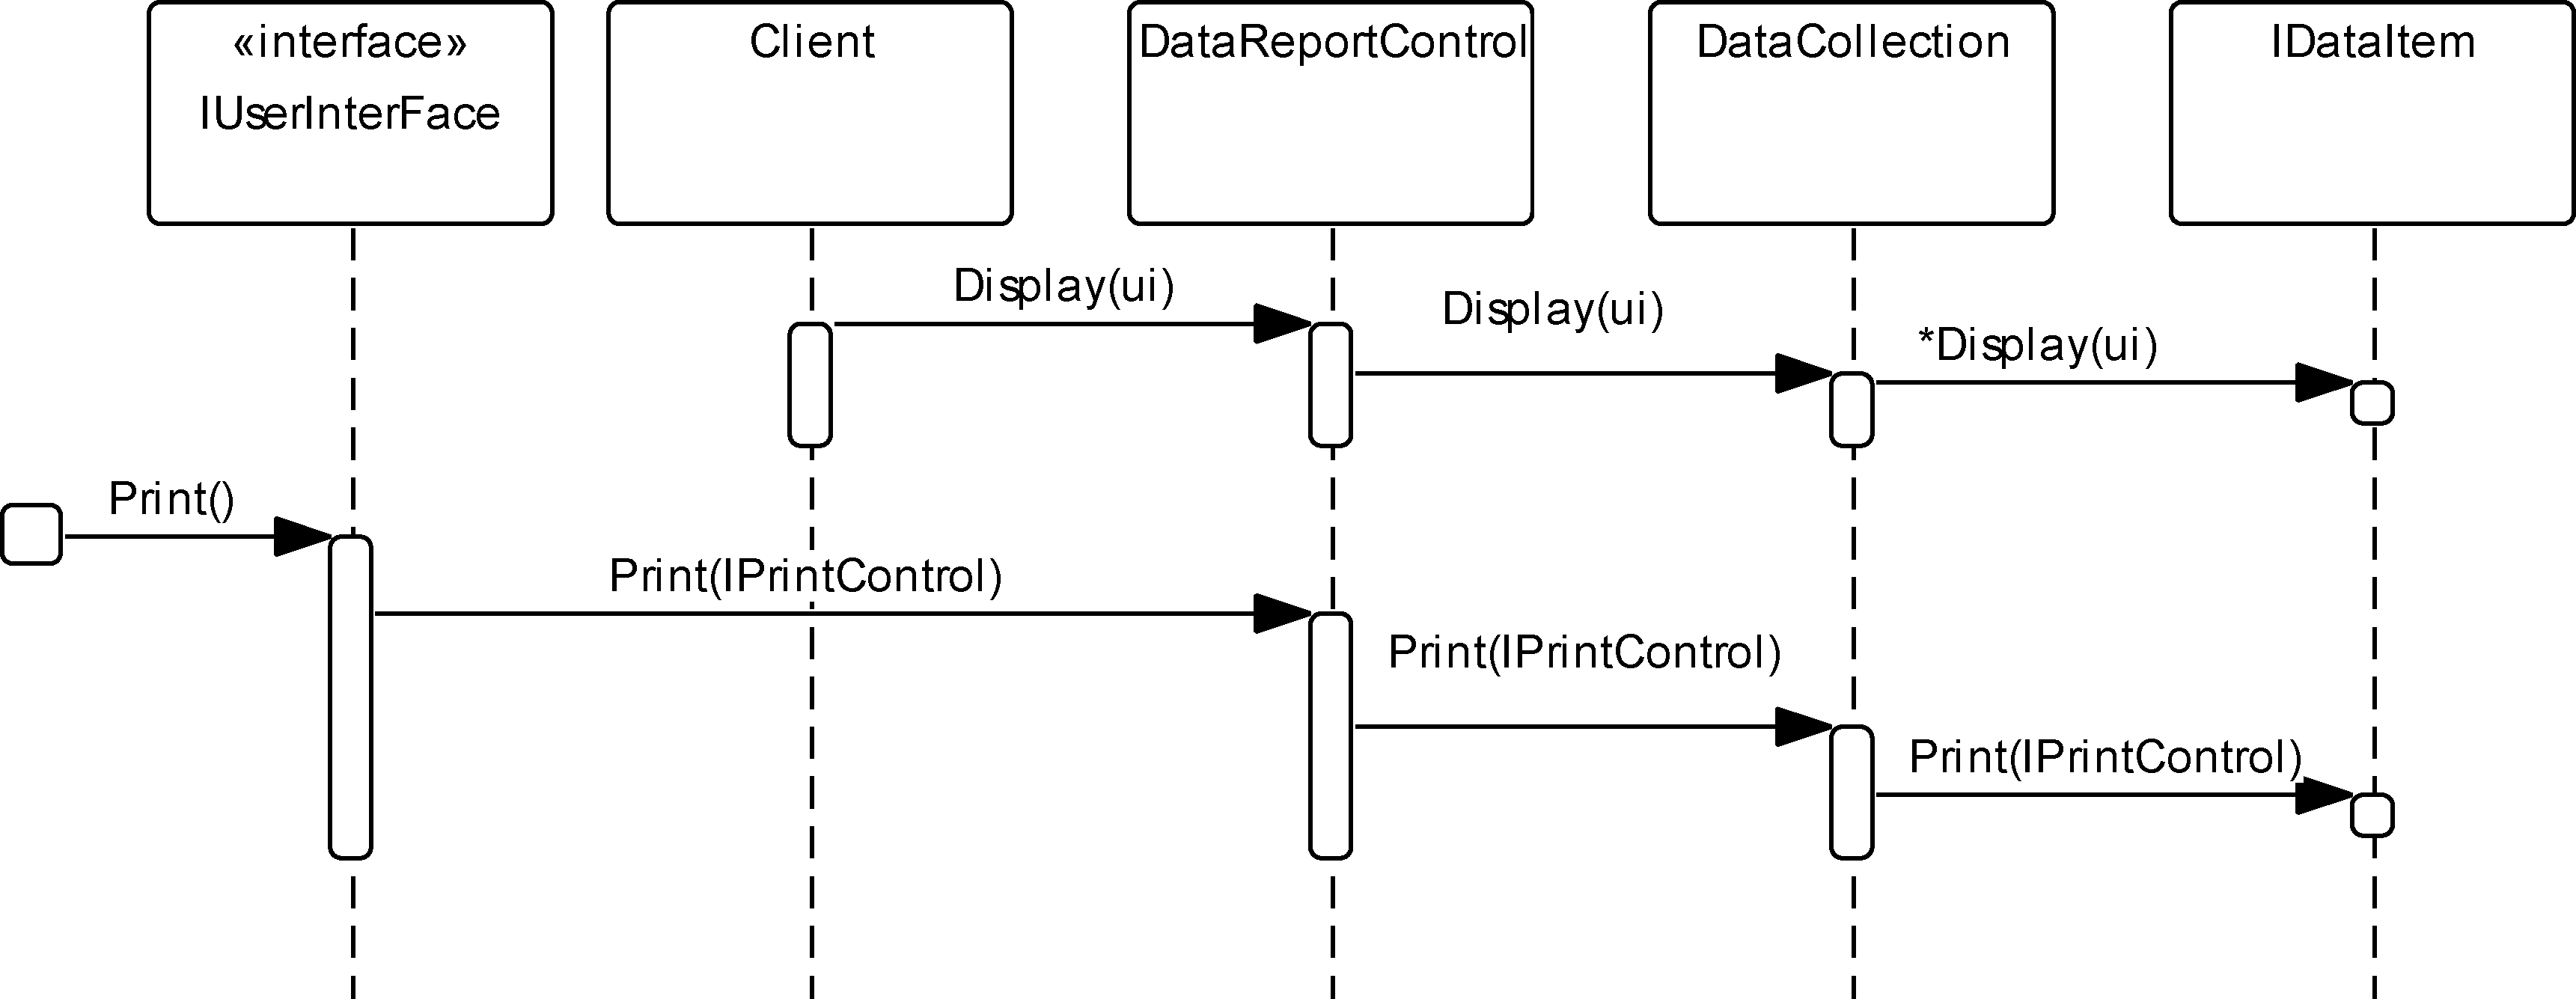 «interface»
IUserInterFace
Client
DataReportControl
DataCollection
IDataItem
Display(ui)
Display(ui)
*Display(ui)
Print()
Print(IPrintControl)
Print(IPrintControl)
Print(IPrintControl)